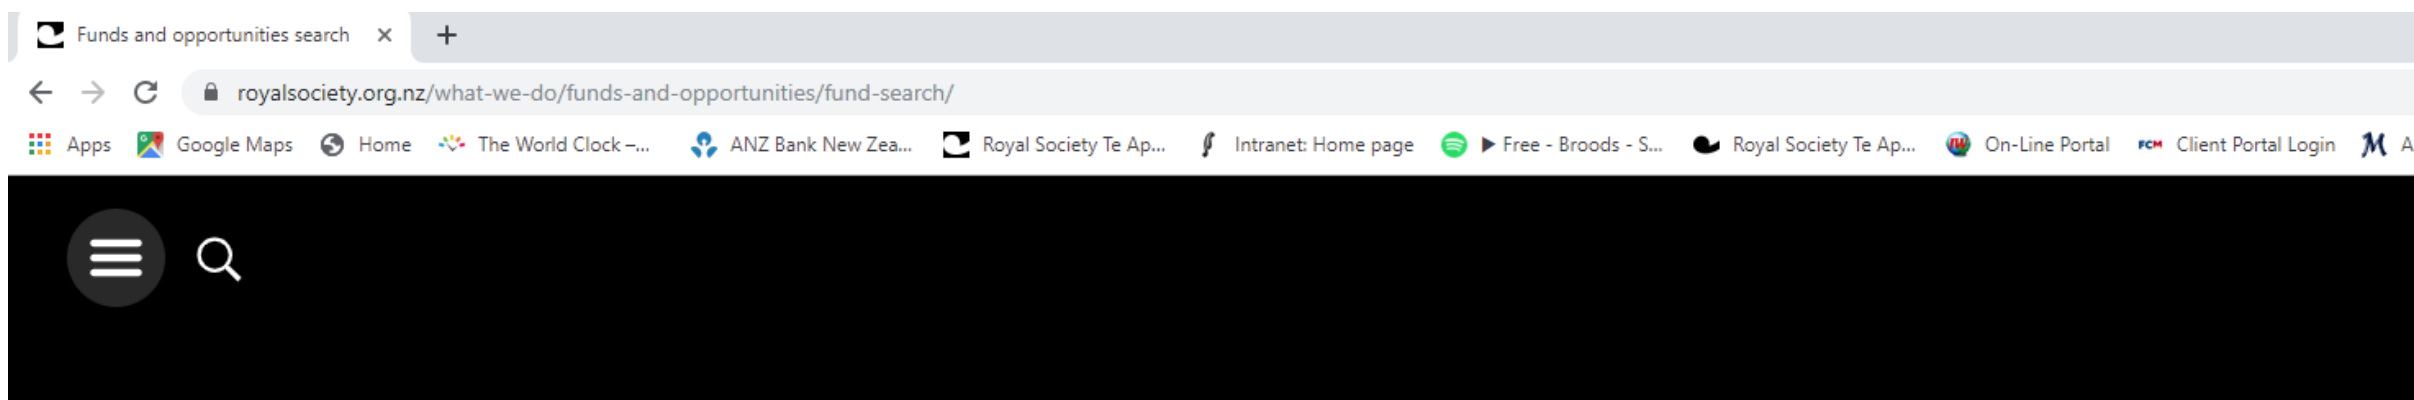 Funds and opportunities search
royalsociety.org.nz/what-we-do/funds-and-opportunities/fund-search/
Apps Google Maps Home The World Clock –... ANZ Bank New Zea... Royal Society Te Ap... Intranet: Home page ▶ Free - Broods - S... Royal Society Te Ap... On-Line Portal FCM Client Portal Login M A